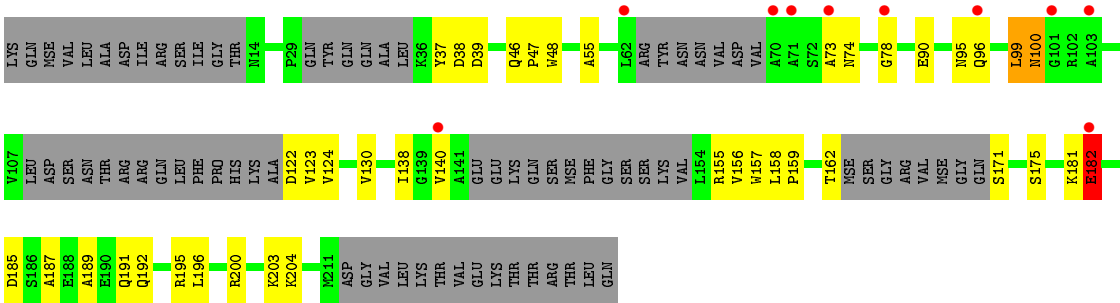 LYS GLN MSE VAL LEU ALA ASP ILE ARG SER ILE GLY THR N14 P29 GLN TYR GLN GLN ALA LEU K36 Y37 D38 D39 Q46 P47 W48 A55 L62 ARG TYR ASN ASN VAL ASP VAL A70 A71 S72 A73 N74 G78 E80 N95 Q96 L99 N100 G101 R102 A103
V107 LEU ASP SER ASN THR ARG ARG GLN LEU PHE PRO HIS LYS ALA D122 V123 V124 V130 I138 G139 V140 A141 GLU GLU LYS GLN SER MSE PHE GLY SER SER LYS VAL L154 R155 V156 W157 L158 P159 T162 MSE SER GLY ARG VAL MSE GLY GLN S171 S175 K181 E182
D185 S186 A187 E188 A189 E190 Q191 Q192 R195 L196 R200 K203 K204 M211 ASP GLY VAL LEU LYS THR VAL GLU LYS THR THR ARG THR LEU GLN